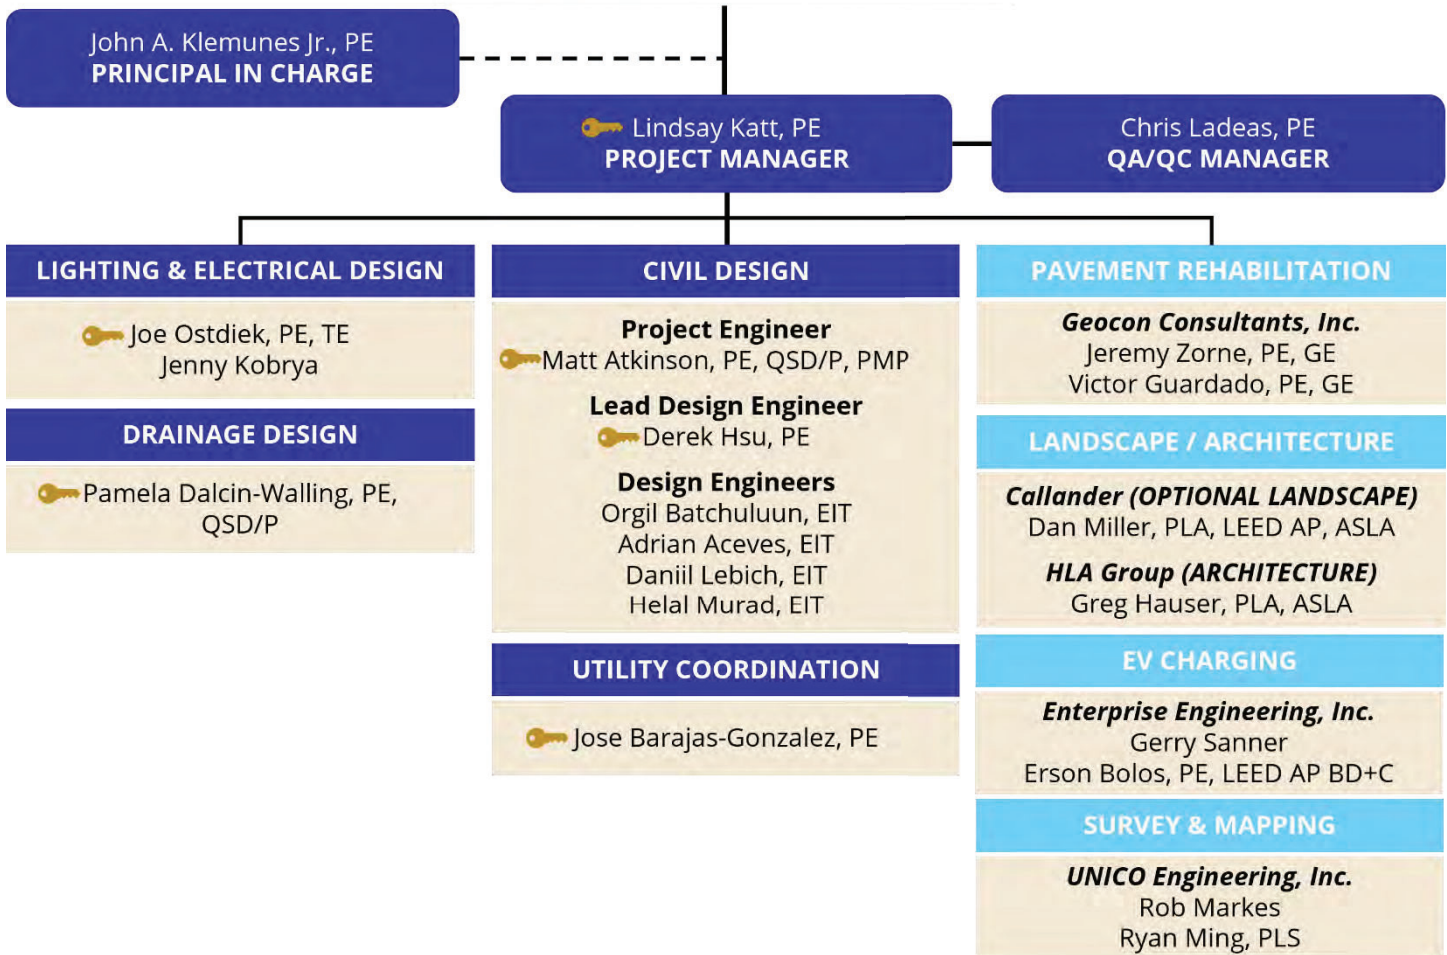 John A. Klemunes Jr., PE
PRINCIPAL IN CHARGE
Lindsay Katt, PE
PROJECT MANAGER
Chris Ladeas, PE
QA/QC MANAGER
LIGHTING & ELECTRICAL DESIGN
Joe Ostdiek, PE, TE
Jenny Kobrya
DRAINAGE DESIGN
Pamela Dalcin-Walling, PE,
QSD/P
CIVIL DESIGN
Project Engineer
Matt Atkinson, PE, QSD/P, PMP
Lead Design Engineer
Derek Hsu, PE
Design Engineers
Orgil Batchuluun, EIT
Adrian Aceves, EIT
Daniil Lebich, EIT
Helal Murad, EIT
UTILITY COORDINATION
Jose Barajas-Gonzalez, PE
PAVEMENT REHABILITATION
Geocon Consultants, Inc.
Jeremy Zorne, PE, GE
Victor Guardado, PE, GE
LANDSCAPE / ARCHITECTURE
Callander (OPTIONAL LANDSCAPE)
Dan Miller, PLA, LEED AP, ASLA
HLA Group (ARCHITECTURE)
Greg Hauser, PLA, ASLA
EV CHARGING
Enterprise Engineering, Inc.
Gerry Sanner
Erson Bolos, PE, LEED AP BD+C
SURVEY & MAPPING
UNICO Engineering, Inc.
Rob Markes
Ryan Ming, PLS